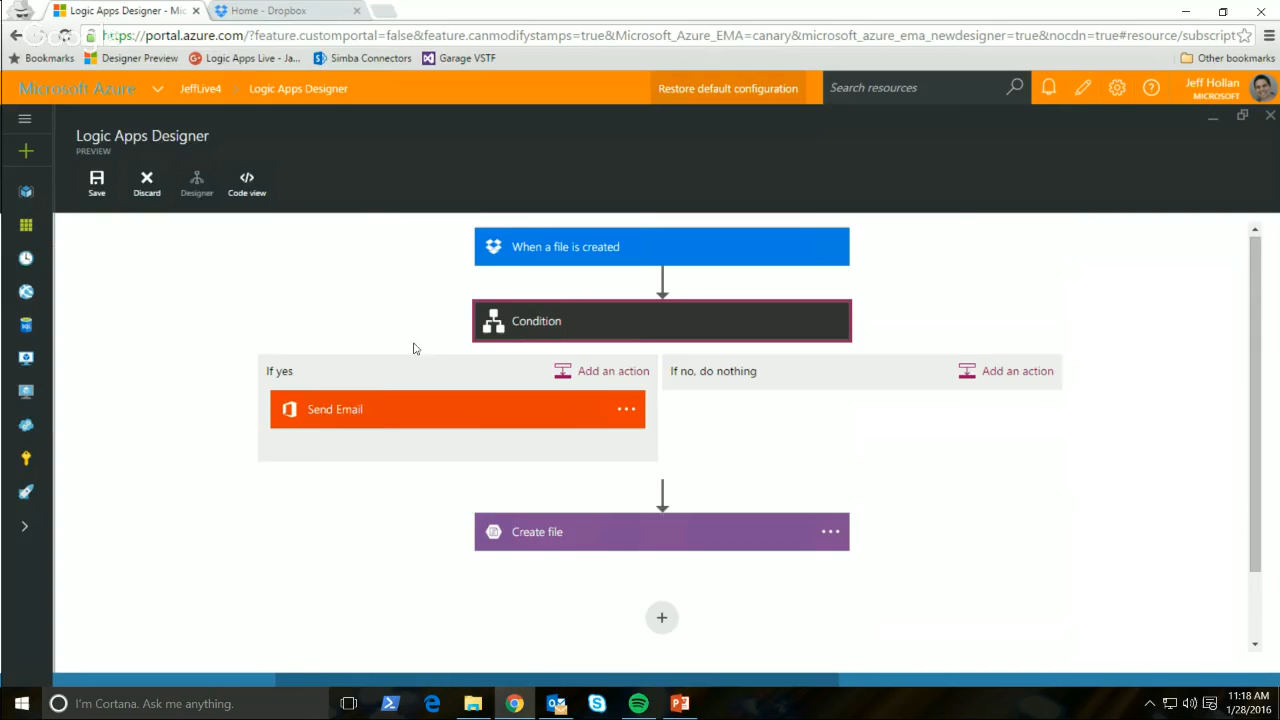 Logic Apps Designer - Mic
Home - Dropbox
https://portal.azure.com/?feature.customportal=false&feature.canmodifystamps=true&Microsoft_Azure_EMA=canary&microsoft_azure_ema_newdesigner=true&nocdn=true#resource/subscript
Bookmarks
Designer Preview
Logic Apps Live - Ja...
Simba Connectors
Garage VSTF
Other bookmarks
Microsoft Azure
JeffLive4
Logic Apps Designer
Restore default configuration
Search resources
Jeff Hollan
MICROSOFT
Logic Apps Designer
PREVIEW
Save
Discard
Designer
Code view
When a file is created
Condition
If yes
Add an action
If no, do nothing
Add an action
Send Email
Create file
I'm Cortana. Ask me anything.
11:18 AM
1/28/2016